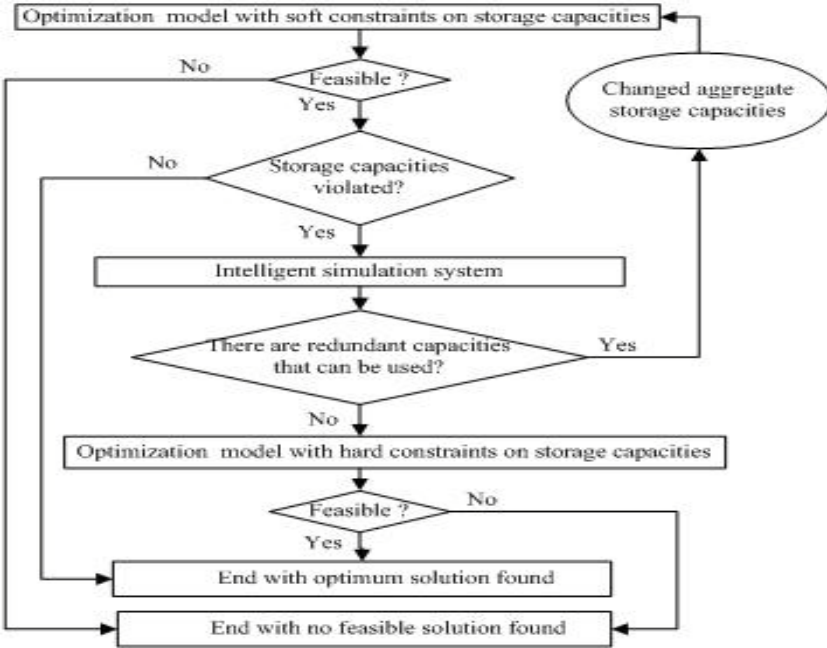 Optimization model with soft constraints on storage capacities
No
Feasible ?
Changed aggregate
storage capacities
Yes
No
Storage capacities
violated?
Yes
Intelligent simulation system
There are redundant capacities
that can be used?
Yes
No
Optimization model with hard constraints on storage capacities
Feasible ?
No
Yes
End with optimum solution found
End with no feasible solution found